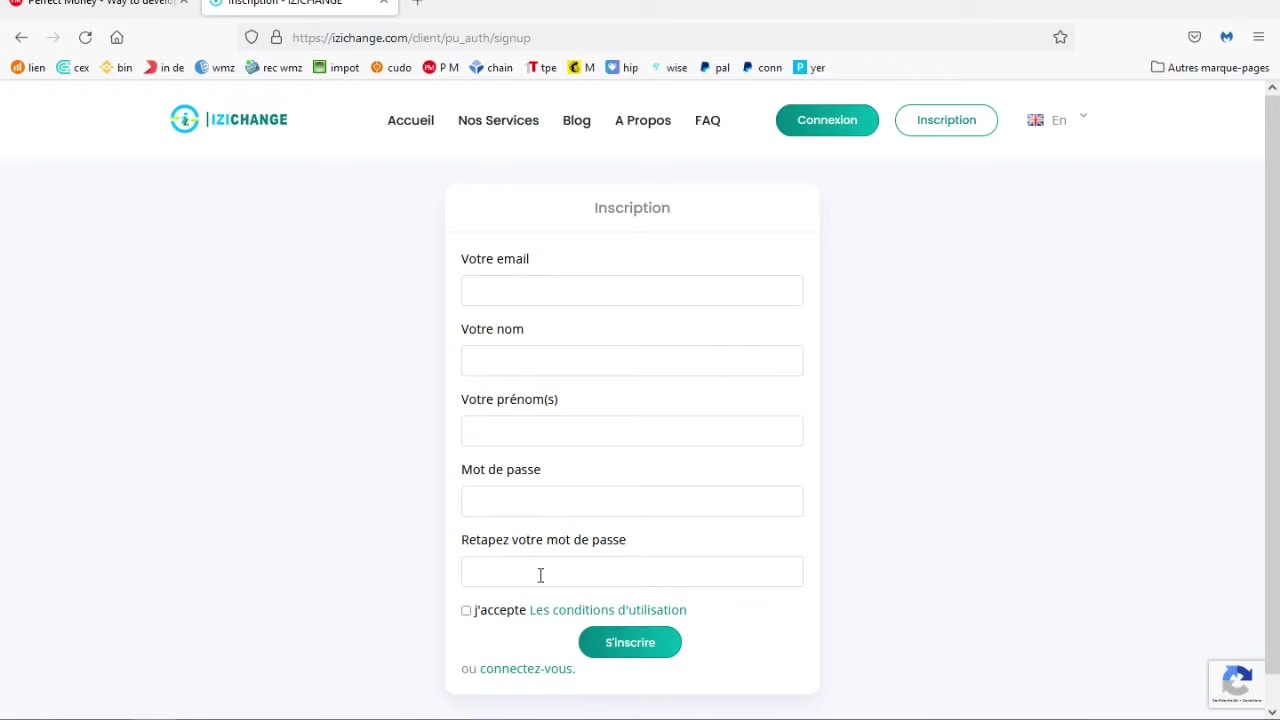 Perfect Money - Way to develop
Inscription - IZICHANGE
https://izichange.com/client/pu_auth/signup
lien cex bin in de wmz rec wmz impot cudo P M chain tpe M hip wise pal conn yer Autres marque-pages
IZICHANGE Accueil Nos Services Blog A Propos FAQ Connexion Inscription En
Inscription
Votre email
Votre nom
Votre prénom(s)
Mot de passe
Retapez votre mot de passe
j'accepte Les conditions d'utilisation
S'inscrire
ou connectez-vous.